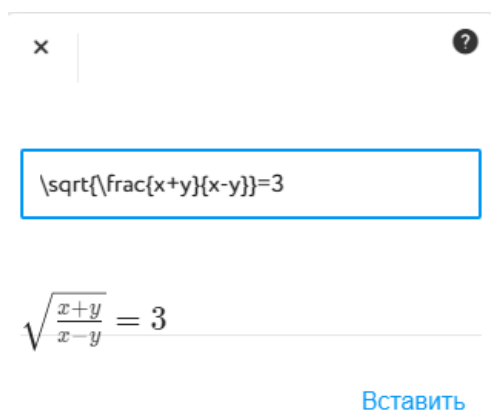 ×
?
\sqrt{\frac{x+y}{x-y}}=3
√((x+y)/(x−y)) = 3
Вставить